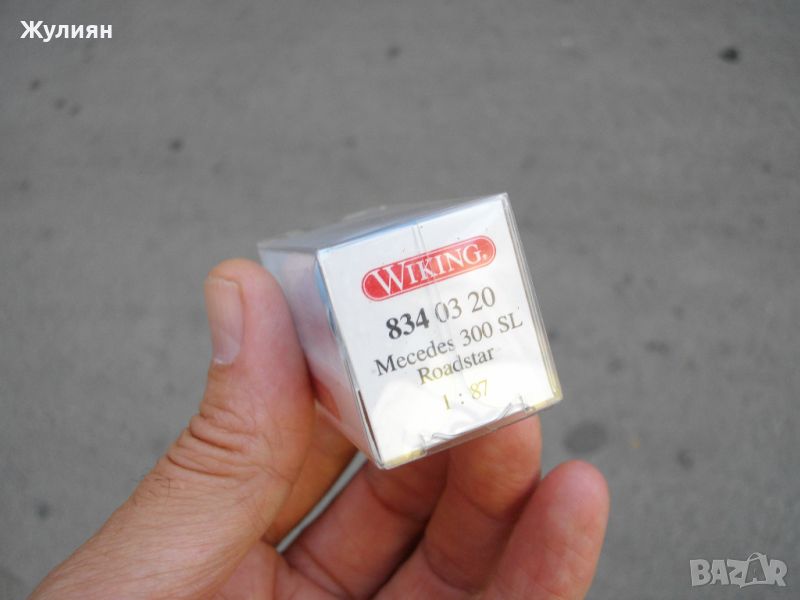 Жулиян
WIKING®
834 03 20
Mecedes 300 SL
Roadstar
1 : 87
BAZAR